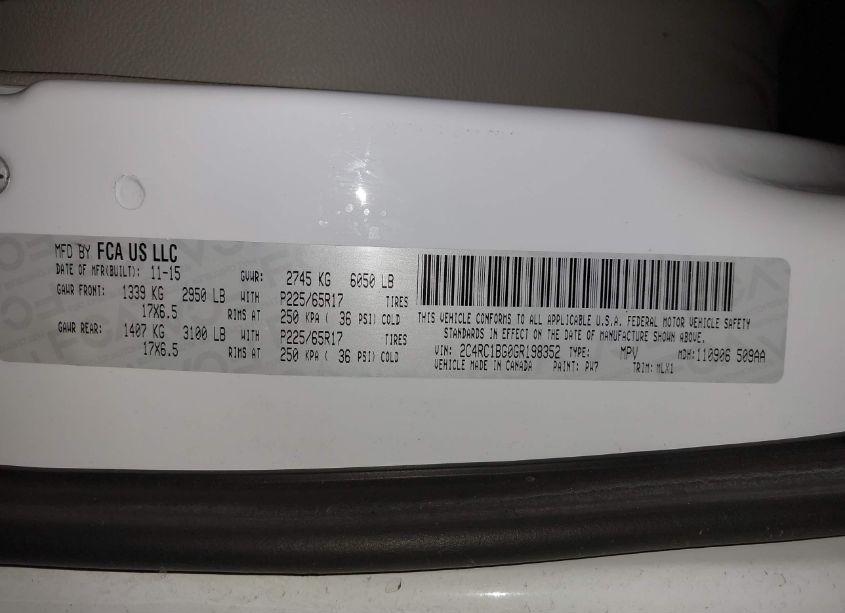 MFD BY FCA US LLC
DATE OF MFR(BUILT): 11-15 GVWR: 2745 KG 6050 LB
GAWR FRONT: 1339 KG 2950 LB WITH P225/65R17 TIRES
17X6.5 RIMS AT 250 KPA ( 36 PSI) COLD
GAWR REAR: 1407 KG 3100 LB WITH P225/65R17 TIRES
17X6.5 RIMS AT 250 KPA ( 36 PSI) COLD
THIS VEHICLE CONFORMS TO ALL APPLICABLE U.S.A. FEDERAL MOTOR VEHICLE SAFETY
STANDARDS IN EFFECT ON THE DATE OF MANUFACTURE SHOWN ABOVE.
VIN: 2C4RC1BG0GR198352 TYPE: MPV MDH:110906 509AA
VEHICLE MADE IN CANADA PAINT: PW7 TRIM: MLX1